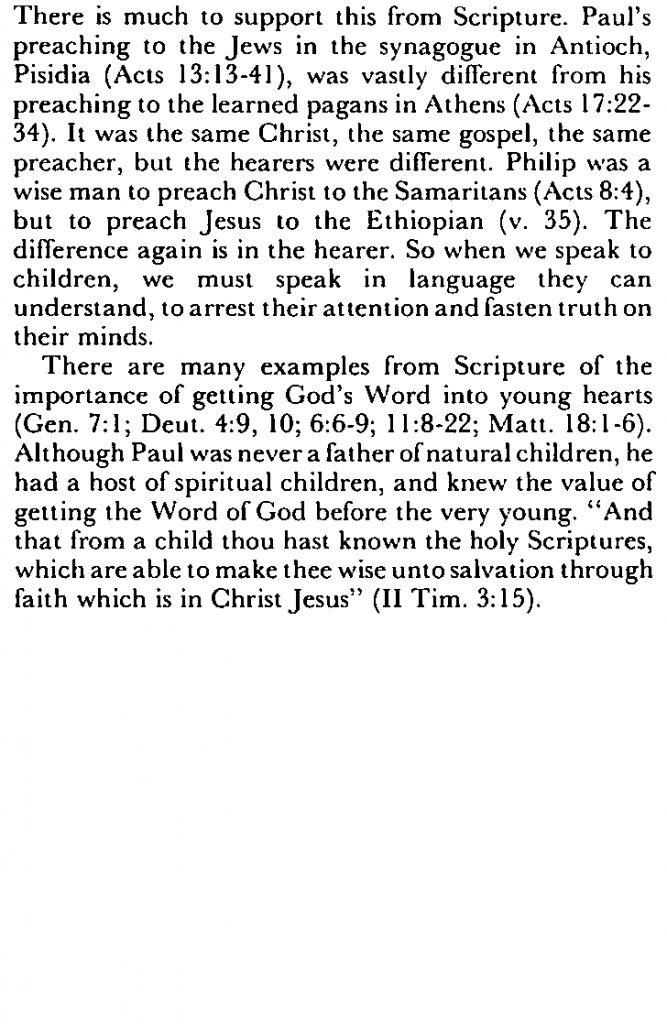 There is much to support this from Scripture. Paul's
preaching to the Jews in the synagogue in Antioch,
Pisidia (Acts 13:13-41), was vastly different from his
preaching to the learned pagans in Athens (Acts 17:22-
34). It was the same Christ, the same gospel, the same
preacher, but the hearers were different. Philip was a
wise man to preach Christ to the Samaritans (Acts 8:4),
but to preach Jesus to the Ethiopian (v. 35). The
difference again is in the hearer. So when we speak to
children, we must speak in language they can
understand, to arrest their attention and fasten truth on
their minds.
There are many examples from Scripture of the
importance of getting God's Word into young hearts
(Gen. 7:1; Deut. 4:9, 10; 6:6-9; 11:8-22; Matt. 18:1-6).
Although Paul was never a father of natural children, he
had a host of spiritual children, and knew the value of
getting the Word of God before the very young. "And
that from a child thou hast known the holy Scriptures,
which are able to make thee wise unto salvation through
faith which is in Christ Jesus" (II Tim. 3:15).